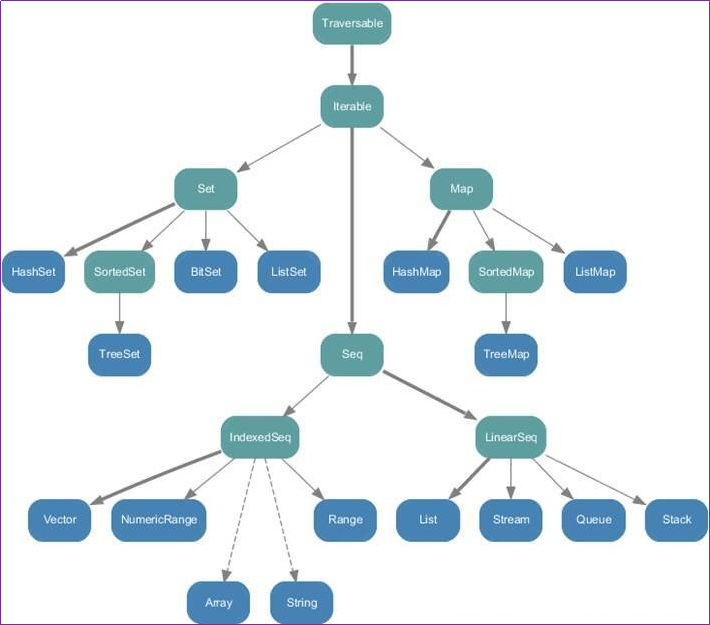 Traversable
Iterable
Set
Map
HashSet
SortedSet
BitSet
ListSet
HashMap
SortedMap
ListMap
TreeSet
Seq
TreeMap
IndexedSeq
LinearSeq
Vector
NumericRange
Range
List
Stream
Queue
Stack
Array
String